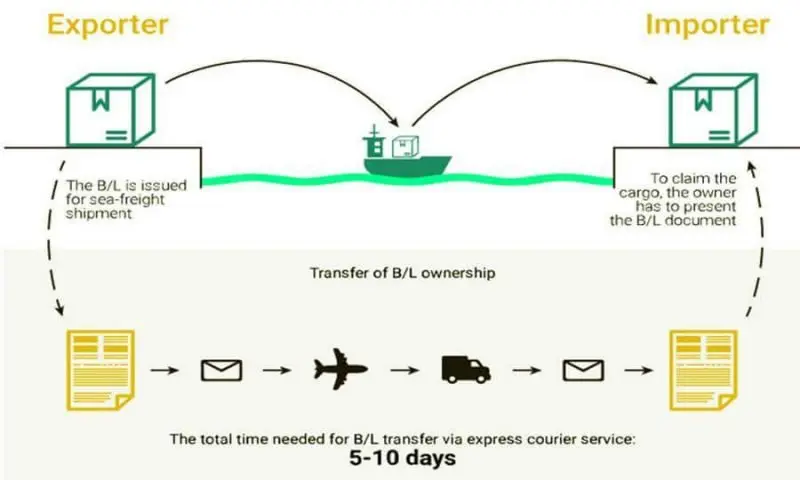 Exporter
Importer
The B/L is issued
for sea-freight
shipment
To claim the
cargo, the owner
has to present
the B/L document
Transfer of B/L ownership
The total time needed for B/L transfer via express courier service:
5-10 days